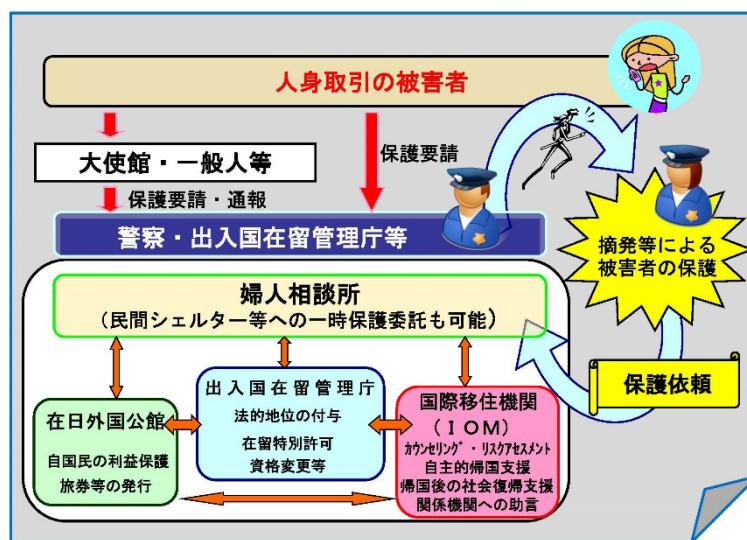 人身取引の被害者
大使館・一般人等
保護要請
保護要請・通報
警察・出入国在留管理庁等
摘発等による
被害者の保護
婦人相談所
(民間シェルター等への一時保護委託も可能)
保護依頼
在日外国公館
自国民の利益保護
旅券等の発行
出入国在留管理庁
法的地位の付与
在留特別許可
資格変更等
国際移住機関
(IOM)
ｶｳﾝｾﾘﾝｸﾞ・ﾘｽｸｱｾｽﾒﾝﾄ
自主的帰国支援
帰国後の社会復帰支援
関係機関への助言